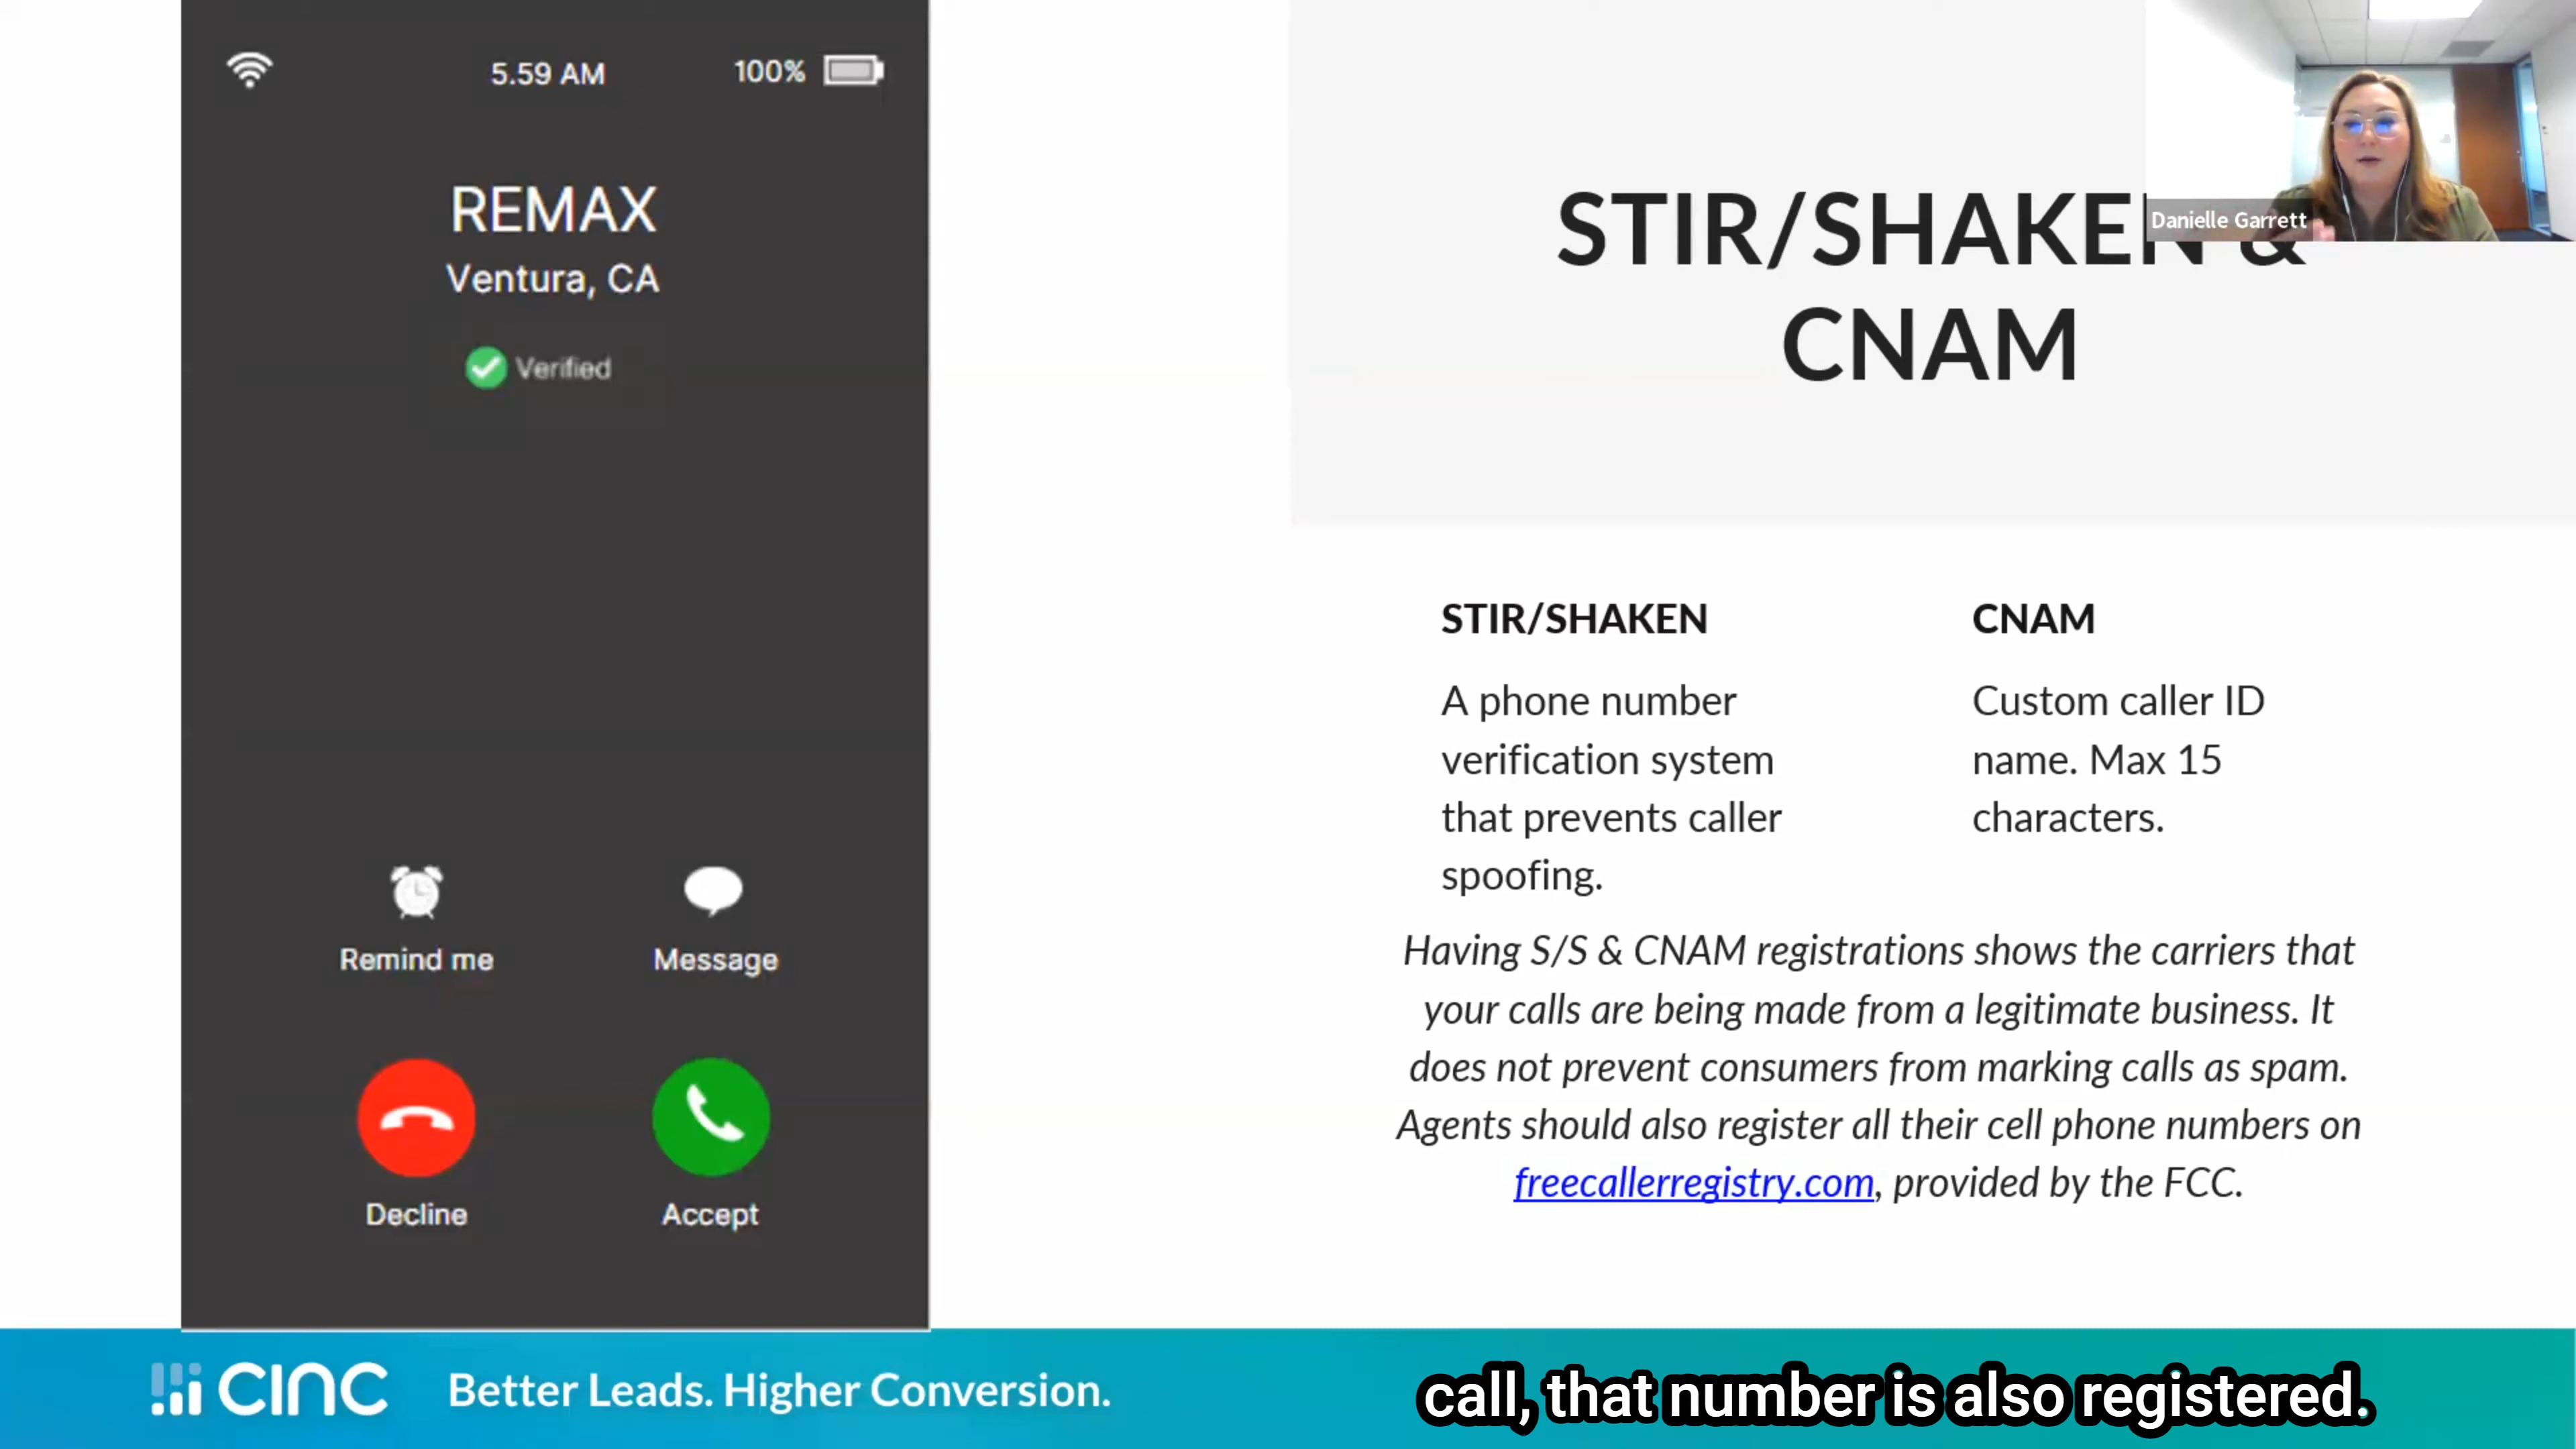 5.59 AM
100%
REMAX
Ventura, CA
Verified
Remind me
Message
Decline
Accept
Danielle Garrett
STIR/SHAKEN &
CNAM
STIR/SHAKEN
A phone number
verification system
that prevents caller
spoofing.
CNAM
Custom caller ID
name. Max 15
characters.
Having S/S & CNAM registrations shows the carriers that
your calls are being made from a legitimate business. It
does not prevent consumers from marking calls as spam.
Agents should also register all their cell phone numbers on
freecallerregistry.com, provided by the FCC.
CINC
Better Leads. Higher Conversion.
call, that number is also registered.